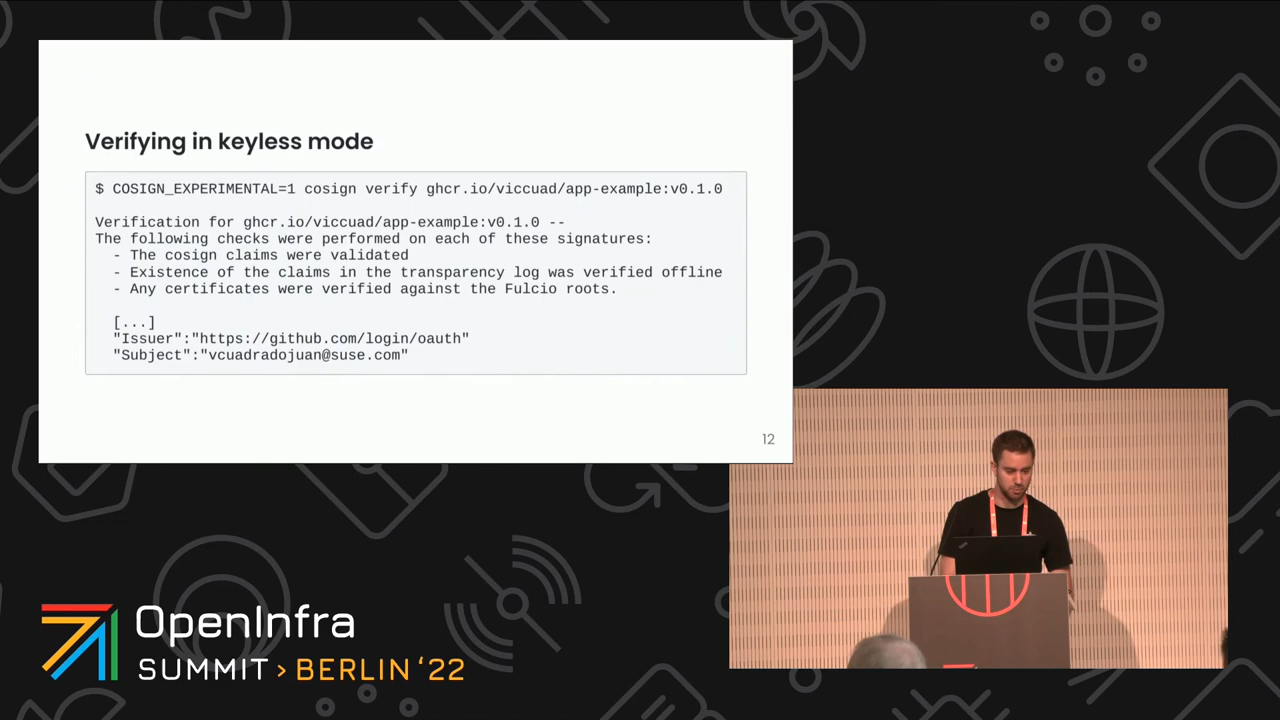 Verifying in keyless mode
$ COSIGN_EXPERIMENTAL=1 cosign verify ghcr.io/viccuad/app-example:v0.1.0
Verification for ghcr.io/viccuad/app-example:v0.1.0 --
The following checks were performed on each of these signatures:
- The cosign claims were validated
- Existence of the claims in the transparency log was verified offline
- Any certificates were verified against the Fulcio roots.
[...]
"Issuer":"https://github.com/login/oauth"
"Subject":"vcuadradojuan@suse.com"
12
OpenInfra
SUMMIT > BERLIN ‘22